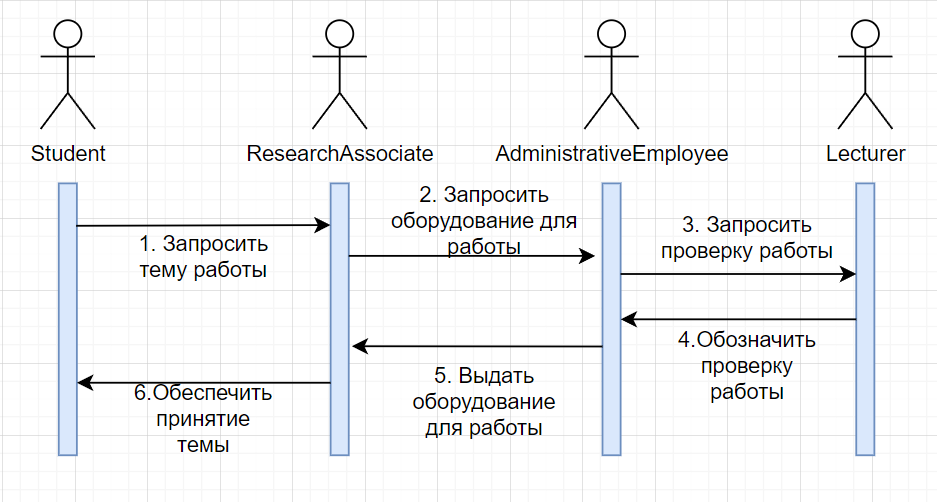 Student
ResearchAssociate
AdministrativeEmployee
Lecturer
1. Запросить
тему работы
2. Запросить
оборудование для
работы
3. Запросить
проверку работы
4.Обозначить
проверку
работы
5. Выдать
оборудование
для работы
6.Обеспечить
принятие
темы